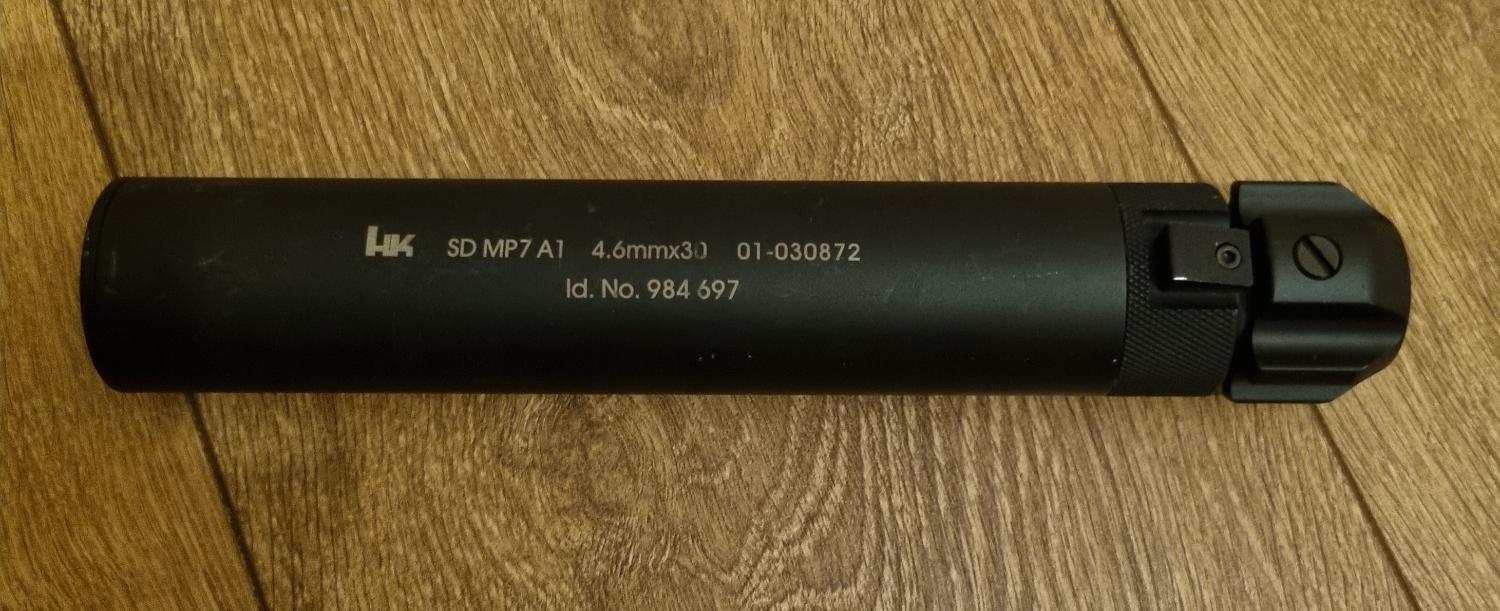 HK SD MP7 A1 4.6mmx30 01-030872
Id. No. 984 697